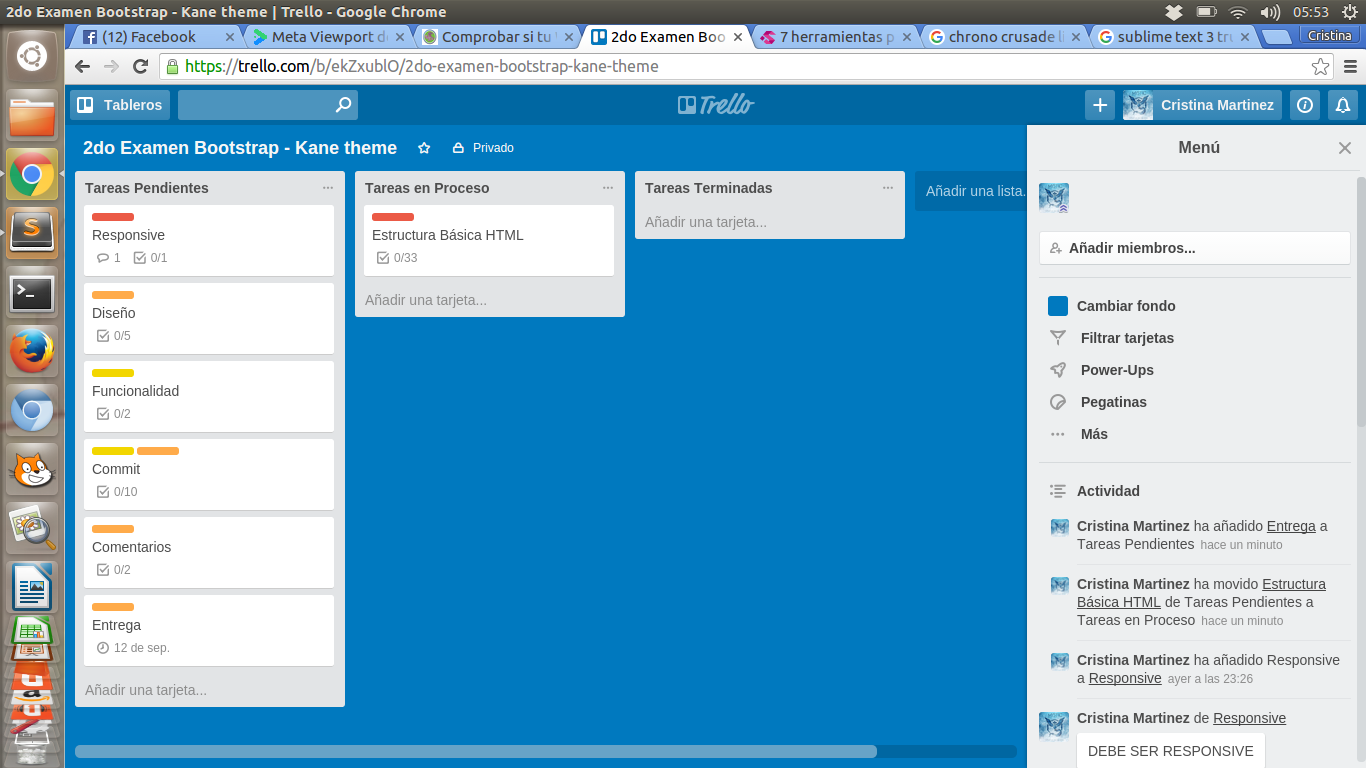 2do Examen Bootstrap - Kane theme | Trello - Google Chrome
05:53
(12) Facebook
Meta Viewport d
Comprobar si tu
2do Examen Boo
7 herramientas p
chrono crusade li
sublime text 3 tr
Cristina
https://trello.com/b/ekZxublO/2do-examen-bootstrap-kane-theme
Tableros
Trello
Cristina Martinez
2do Examen Bootstrap - Kane theme
Privado
Tareas Pendientes
Responsive
1
0/1
Diseño
0/5
Funcionalidad
0/2
Commit
0/10
Comentarios
0/2
Entrega
12 de sep.
Añadir una tarjeta...
Tareas en Proceso
Estructura Básica HTML
0/33
Añadir una tarjeta...
Tareas Terminadas
Añadir una tarjeta...
Añadir una lista.
Menú
Añadir miembros...
Cambiar fondo
Filtrar tarjetas
Power-Ups
Pegatinas
Más
Actividad
Cristina Martinez ha añadido Entrega a
Tareas Pendientes hace un minuto
Cristina Martinez ha movido Estructura
Básica HTML de Tareas Pendientes a
Tareas en Proceso hace un minuto
Cristina Martinez ha añadido Responsive
a Responsive ayer a las 23:26
Cristina Martinez de Responsive
DEBE SER RESPONSIVE